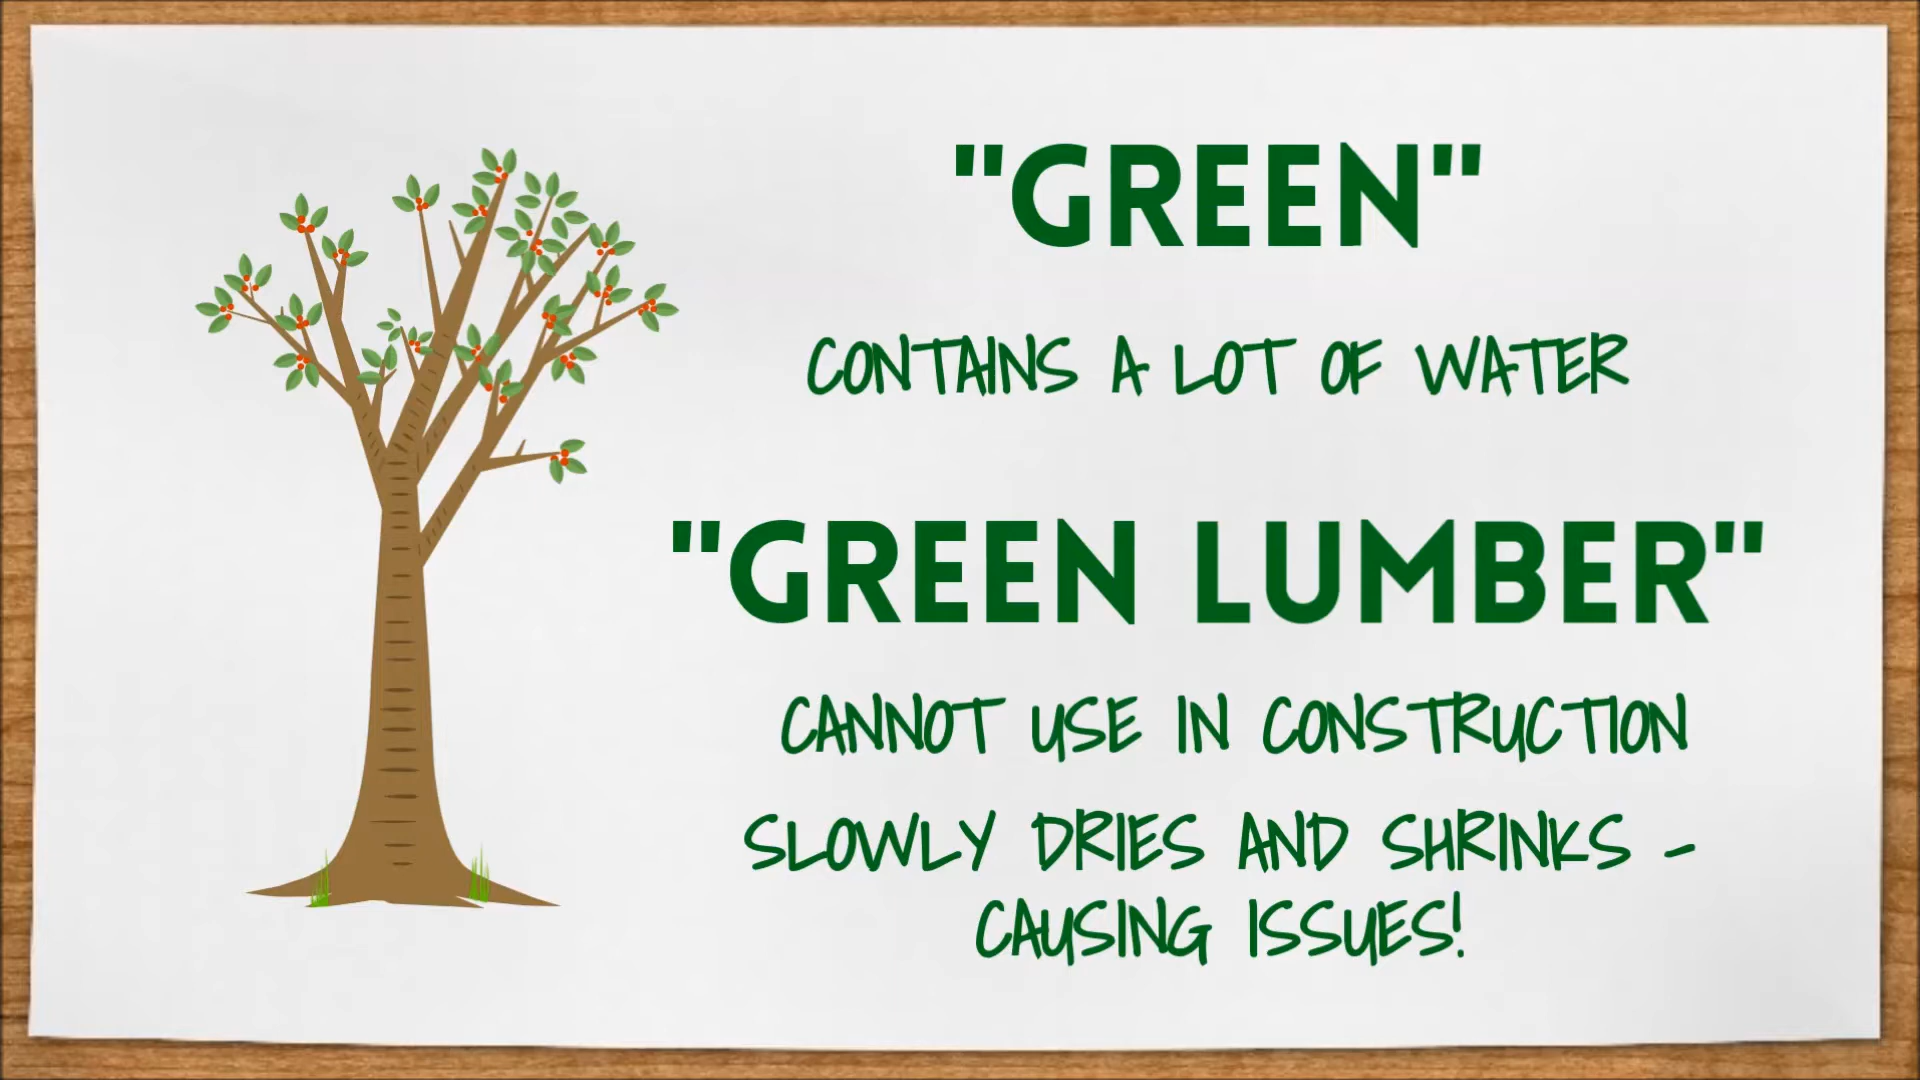 "GREEN"
CONTAINS A LOT OF WATER
"GREEN LUMBER"
CANNOT USE IN CONSTRUCTION
SLOWLY DRIES AND SHRINKS -
CAUSING ISSUES!